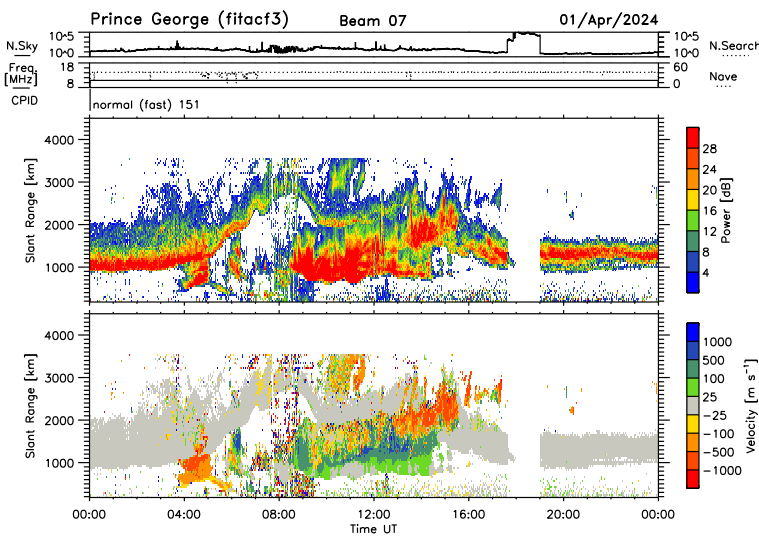 Prince George (fitacf3) Beam 07 01/Apr/2024
N.Sky 10^5 10^0 10^5 10^0 N.Search
Freq [MHz] 18 8 60 0 Nave
CPID normal (fast) 151
Slant Range [km] 4000 3000 2000 1000
Power [dB] 28 24 20 16 12 8 4
Slant Range [km] 4000 3000 2000 1000
Velocity [m s⁻¹] 1000 500 100 25 −25 −100 −500 −1000
00:00 04:00 08:00 12:00 16:00 20:00 00:00
Time UT